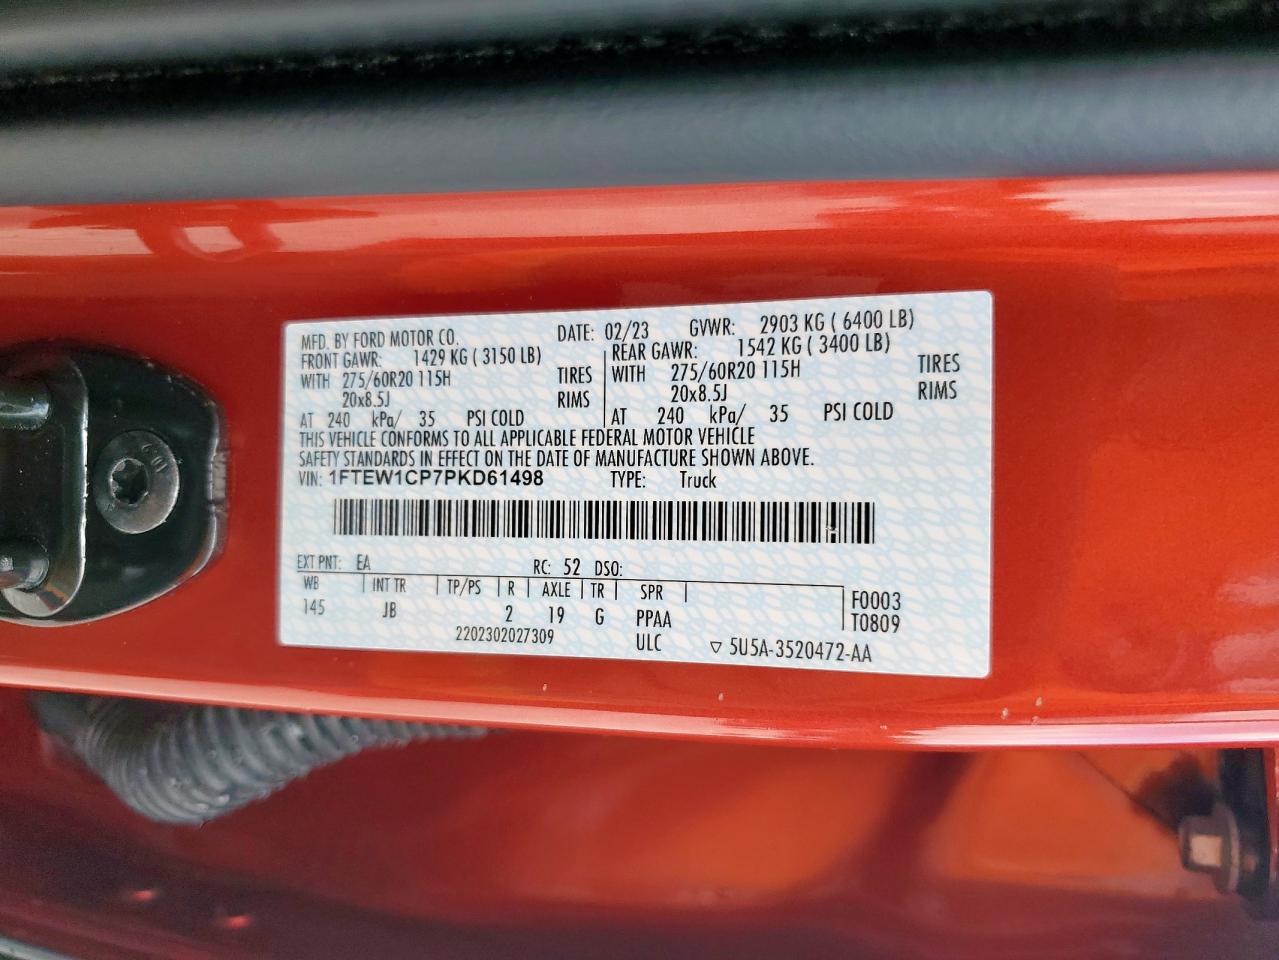 MFD. BY FORD MOTOR CO. DATE: 02/23 GVWR: 2903 KG ( 6400 LB)
FRONT GAWR: 1429 KG ( 3150 LB) REAR GAWR: 1542 KG ( 3400 LB)
WITH 275/60R20 115H TIRES WITH 275/60R20 115H TIRES
20x8.5J RIMS 20x8.5J RIMS
AT 240 kPa/ 35 PSI COLD AT 240 kPa/ 35 PSI COLD
THIS VEHICLE CONFORMS TO ALL APPLICABLE FEDERAL MOTOR VEHICLE
SAFETY STANDARDS IN EFFECT ON THE DATE OF MANUFACTURE SHOWN ABOVE.
VIN: 1FTEW1CP7PKD61498 TYPE: Truck
EXT PNT: EA RC: 52 DSO:
WB INT TR TP/PS R AXLE TR SPR
145 JB 2 19 G PPAA F0003
T0809
2202302027309 ULC ▽ 5U5A-3520472-AA